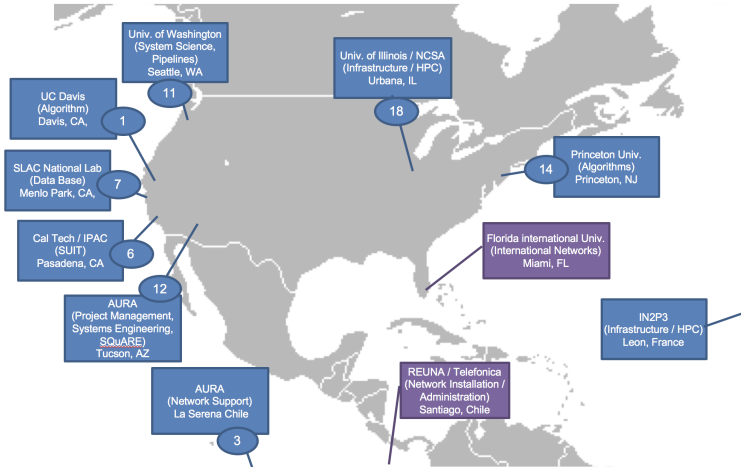 Univ. of Washington
(System Science,
Pipelines)
Seattle, WA
11
Univ. of Illinois / NCSA
(Infrastructure / HPC)
Urbana, IL
18
UC Davis
(Algorithm)
Davis, CA,
1
SLAC National Lab
(Data Base)
Menlo Park, CA,
7
Princeton Univ.
(Algorithms)
Princeton, NJ
14
Cal Tech / IPAC
(SUIT)
Pasadena, CA
6
Florida international Univ.
(International Networks)
Miami, FL
12
AURA
(Project Management,
Systems Engineering,
SQuARE)
Tucson, AZ
IN2P3
(Infrastructure / HPC)
Leon, France
AURA
(Network Support)
La Serena Chile
3
REUNA / Telefonica
(Network Installation /
Administration)
Santiago, Chile